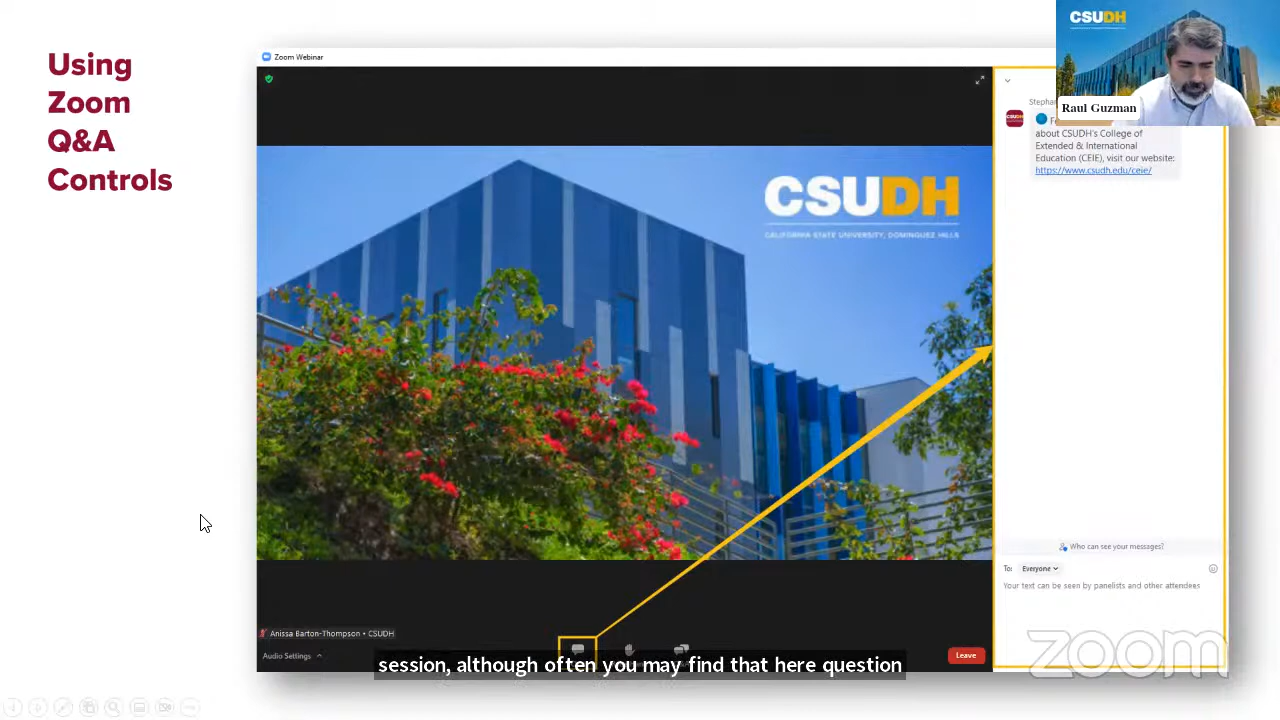 Using
Zoom
Q&A
Controls
Zoom Webinar
CSUDH
CALIFORNIA STATE UNIVERSITY, DOMINGUEZ HILLS
CSUDH
Raul Guzman
CSUDH
about CSUDH's College of
Extended & International
Education (CEIE), visit our website:
https://www.csudh.edu/ceie/
Who can see your messages?
To: Everyone
Your text can be seen by panelists and other attendees
Anissa Barton-Thompson • CSUDH
Audio Settings
Leave
session, although often you may find that here question
zoom